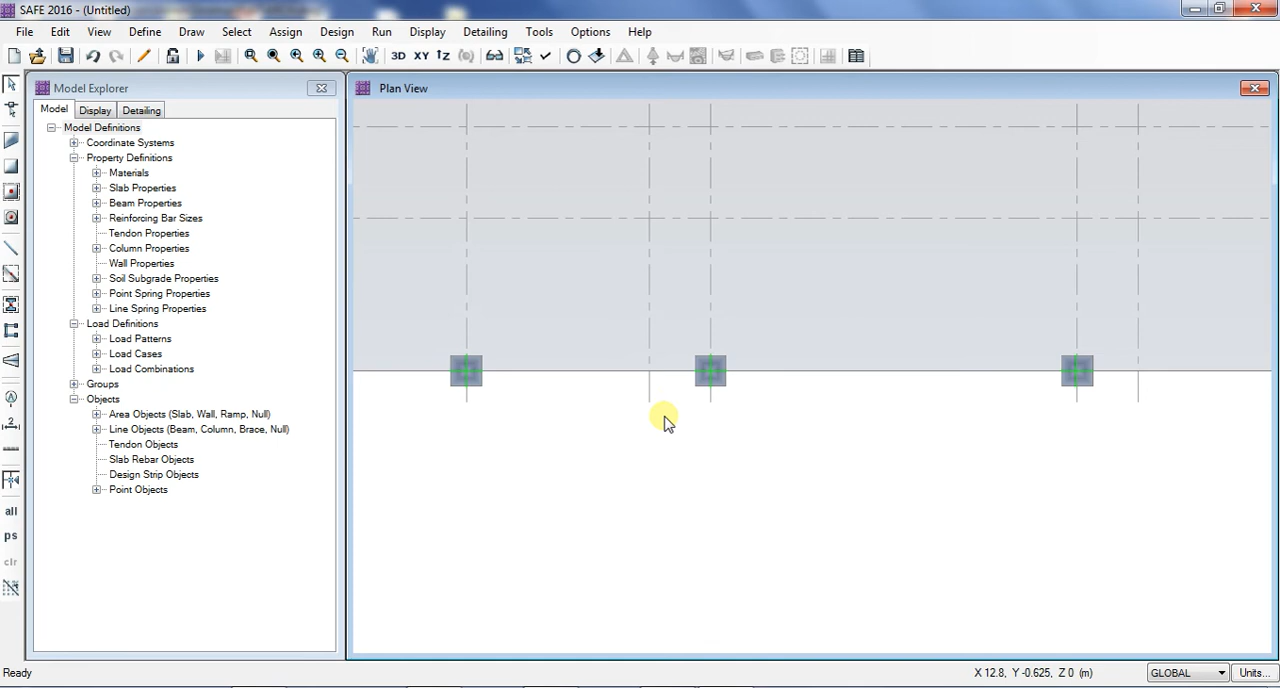 SAFE 2016 - (Untitled)
File Edit View Define Draw Select Assign Design Run Display Detailing Tools Options Help
3D XY
Model Explorer
Plan View
Model Display Detailing
Model Definitions
Coordinate Systems
Property Definitions
Materials
Slab Properties
Beam Properties
Reinforcing Bar Sizes
Tendon Properties
Column Properties
Wall Properties
Soil Subgrade Properties
Point Spring Properties
Line Spring Properties
Load Definitions
Load Patterns
Load Cases
Load Combinations
Groups
Objects
Area Objects (Slab, Wall, Ramp, Null)
Line Objects (Beam, Column, Brace, Null)
Tendon Objects
Slab Rebar Objects
Design Strip Objects
Point Objects
all
ps
clr
Ready
X 12.8, Y -0.625, Z 0 (m)
GLOBAL
Units...